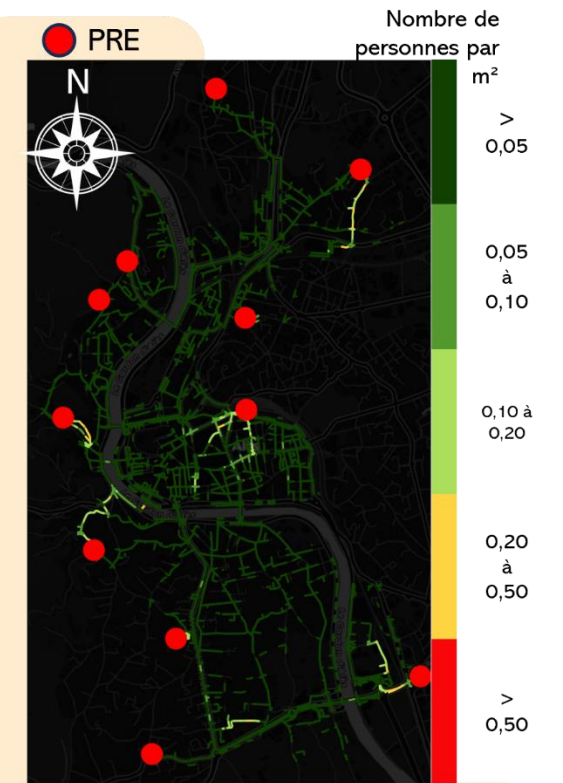 Nombre de
PRE
personnes par
m²
N
>
0,05
0,05
à
0,10
0,10 à
0,20
0,20
à
0,50
>
0,50